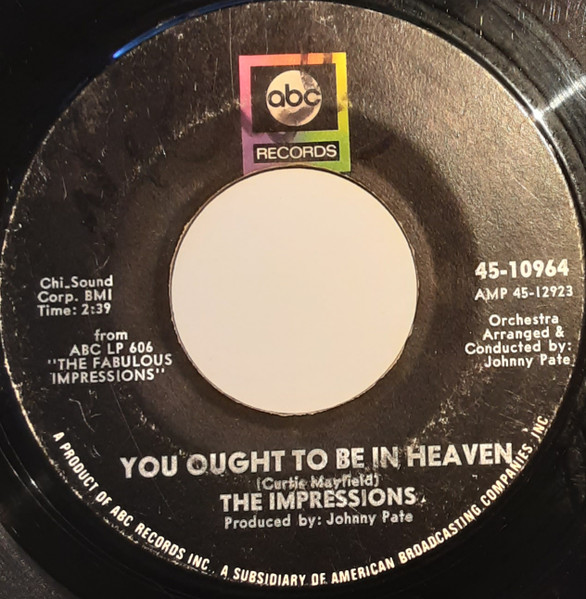 abc
RECORDS
Chi_Sound
Corp. BMI
Time: 2:39
from
ABC LP 606
"THE FABULOUS
IMPRESSIONS"
45-10964
AMP 45-12923
Orchestra
Arranged &
Conducted by:
Johnny Pate
YOU OUGHT TO BE IN HEAVEN
(Curtis Mayfield)
THE IMPRESSIONS
Produced by: Johnny Pate
A PRODUCT OF ABC RECORDS INC. A SUBSIDIARY OF AMERICAN BROADCASTING COMPANIES, INC.